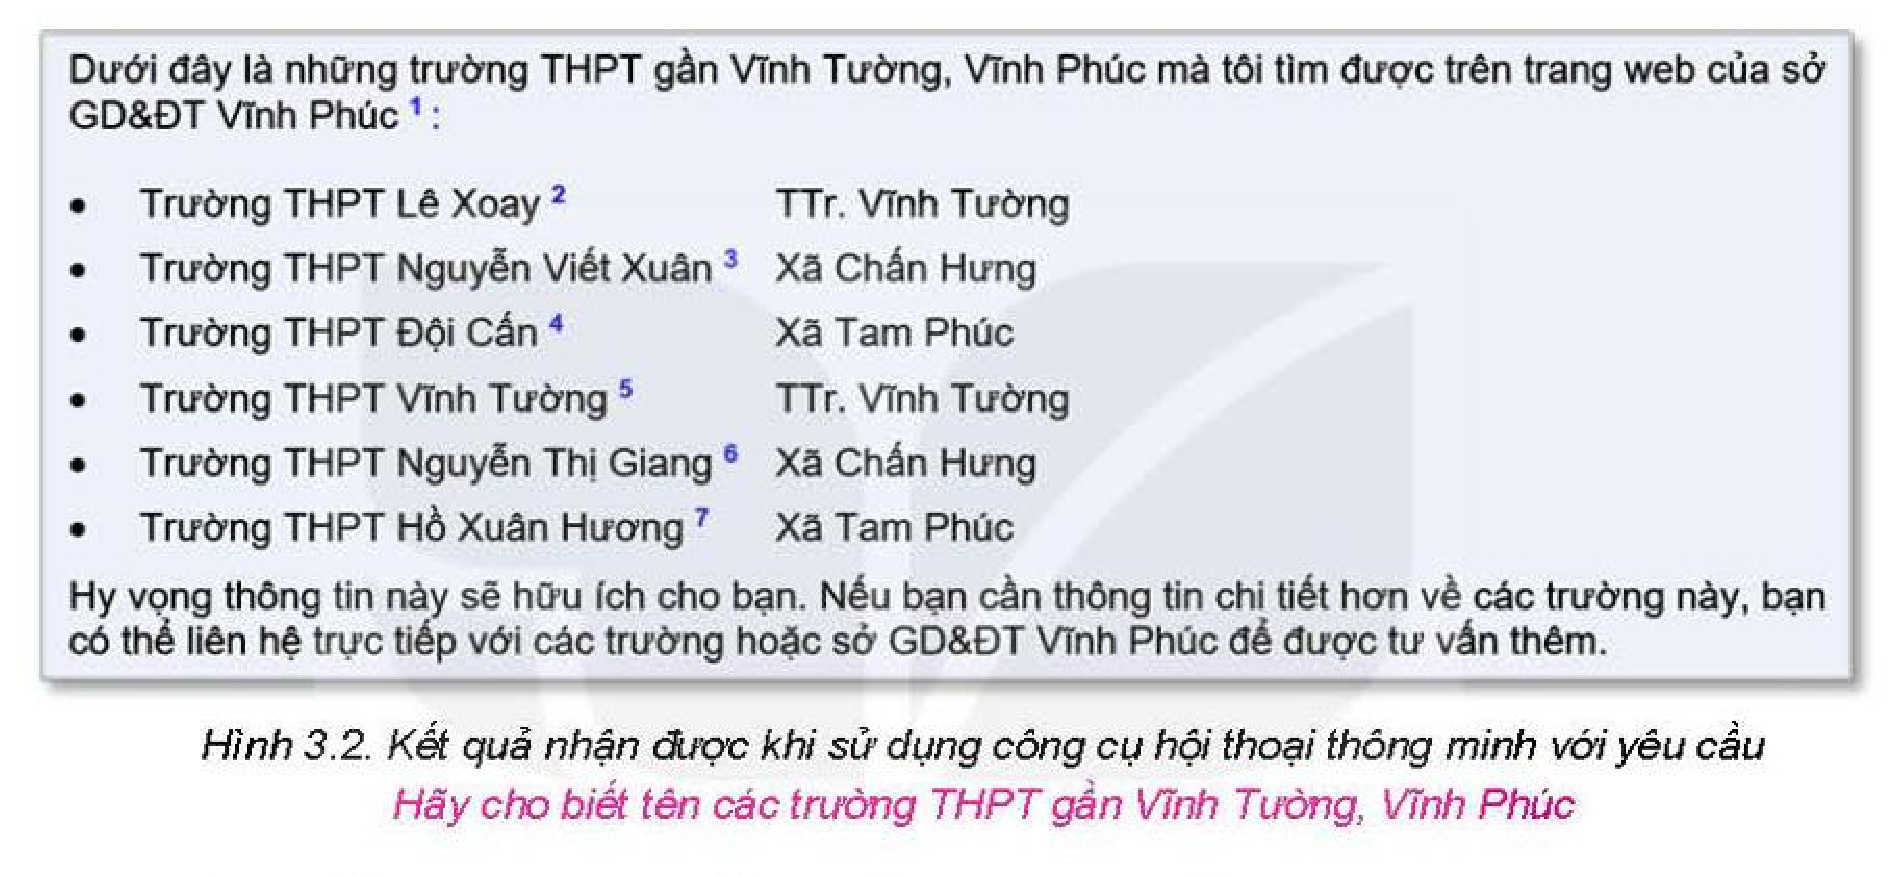 Dưới đây là những trường THPT gần Vĩnh Tường, Vĩnh Phúc mà tôi tìm được trên trang web của sở
GD&ĐT Vĩnh Phúc ¹ :
• Trường THPT Lê Xoay ² TTr. Vĩnh Tường
• Trường THPT Nguyễn Viết Xuân ³ Xã Chấn Hưng
• Trường THPT Đội Cấn ⁴ Xã Tam Phúc
• Trường THPT Vĩnh Tường ⁵ TTr. Vĩnh Tường
• Trường THPT Nguyễn Thị Giang ⁶ Xã Chấn Hưng
• Trường THPT Hồ Xuân Hương ⁷ Xã Tam Phúc
Hy vọng thông tin này sẽ hữu ích cho bạn. Nếu bạn cần thông tin chi tiết hơn về các trường này, bạn
có thể liên hệ trực tiếp với các trường hoặc sở GD&ĐT Vĩnh Phúc để được tư vấn thêm.
Hình 3.2. Kết quả nhận được khi sử dụng công cụ hội thoại thông minh với yêu cầu
Hãy cho biết tên các trường THPT gần Vĩnh Tường, Vĩnh Phúc